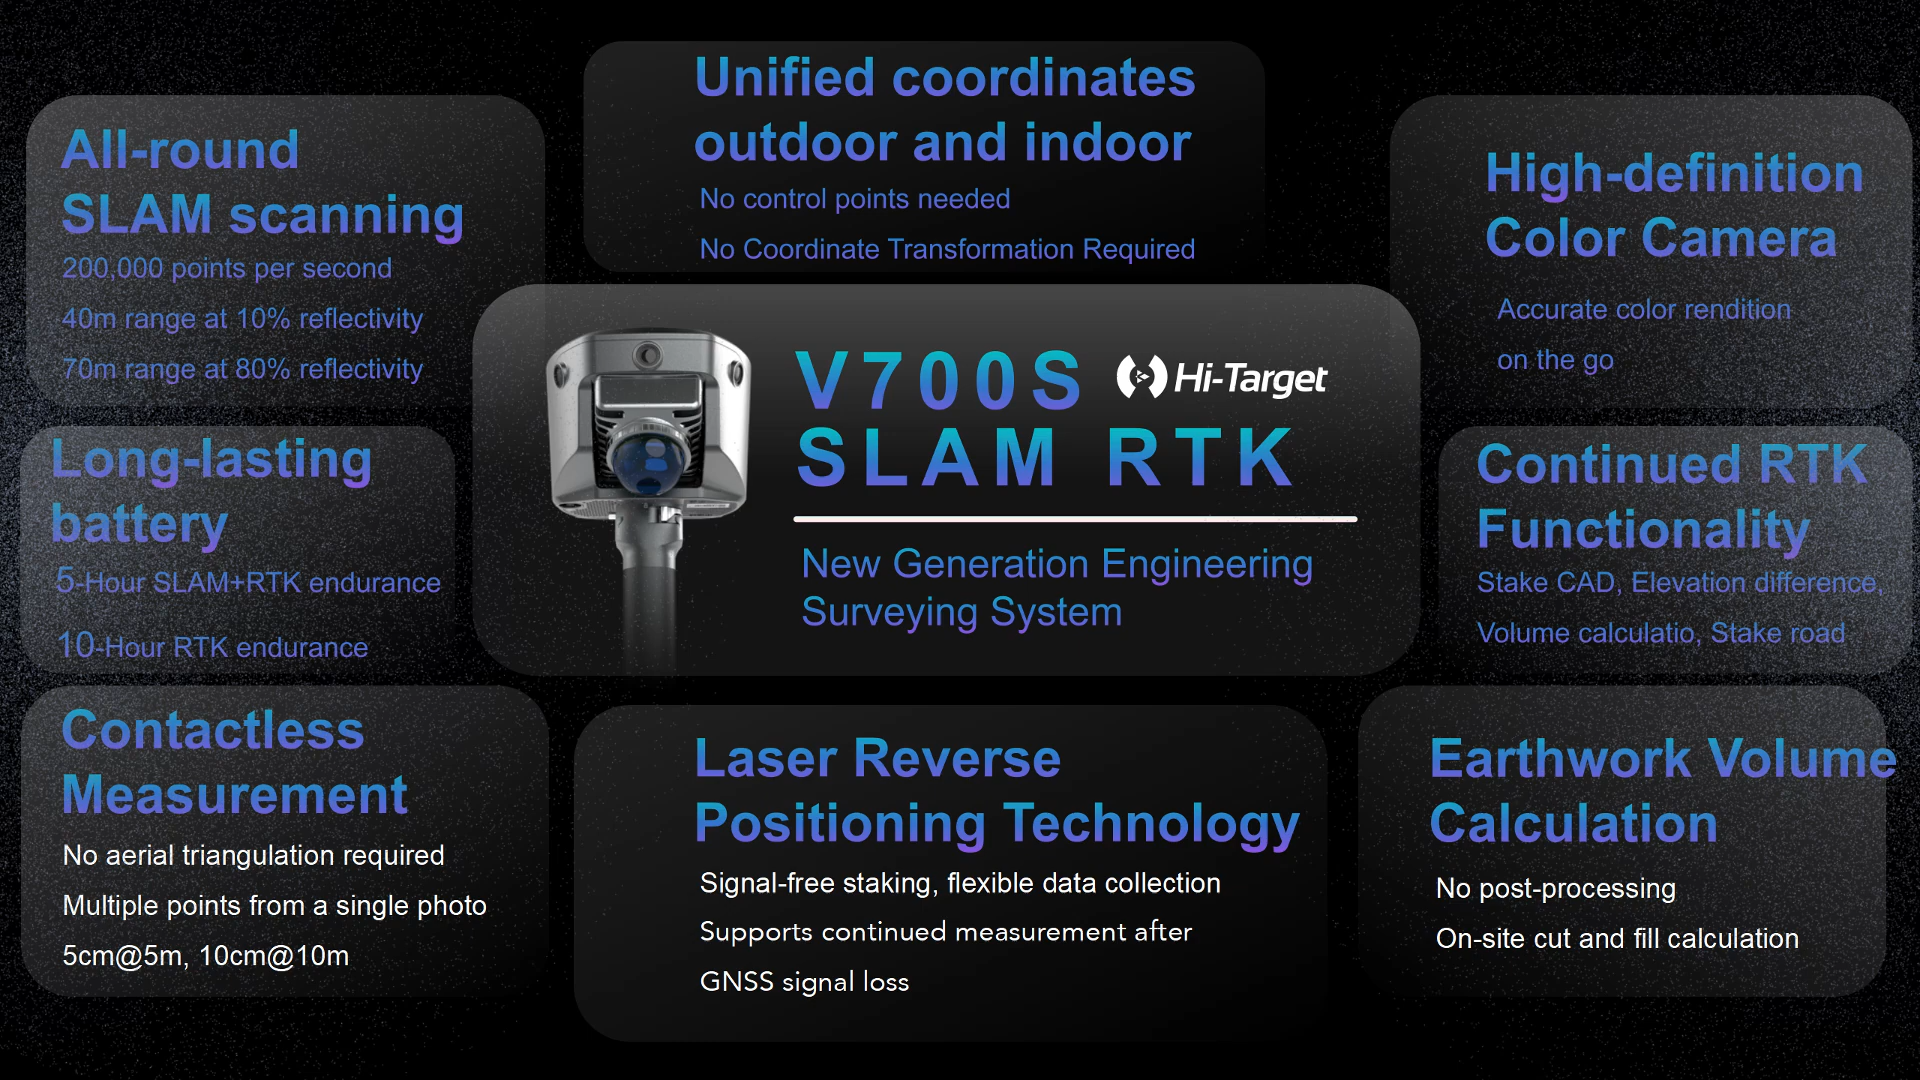 Unified coordinates
outdoor and indoor
No control points needed
No Coordinate Transformation Required
All-round
SLAM scanning
200,000 points per second
40m range at 10% reflectivity
70m range at 80% reflectivity
High-definition
Color Camera
Accurate color rendition
on the go
V700S Hi-Target
SLAM RTK
New Generation Engineering
Surveying System
Long-lasting
battery
5-Hour SLAM+RTK endurance
10-Hour RTK endurance
Continued RTK
Functionality
Stake CAD, Elevation difference,
Volume calculatio, Stake road
Contactless
Measurement
No aerial triangulation required
Multiple points from a single photo
5cm@5m, 10cm@10m
Laser Reverse
Positioning Technology
Signal-free staking, flexible data collection
Supports continued measurement after
GNSS signal loss
Earthwork Volume
Calculation
No post-processing
On-site cut and fill calculation